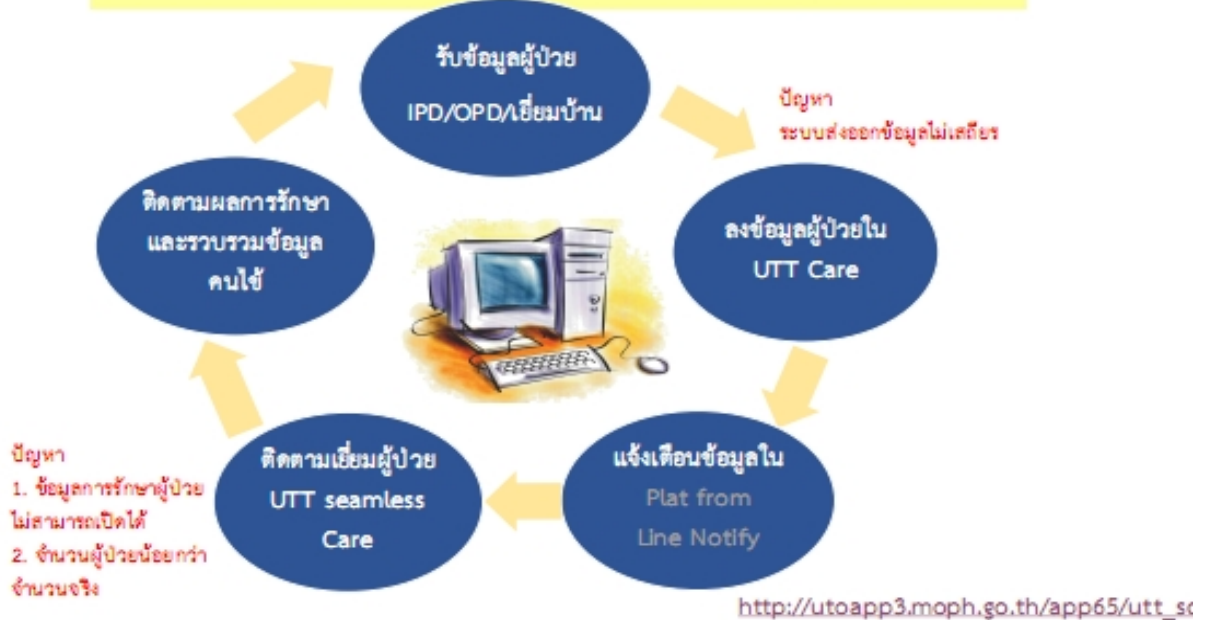 รับข้อมูลผู้ป่วย
IPD/OPD/เยี่ยมบ้าน
ปัญหา
ระบบส่งออกข้อมูลไม่เสถียร
ลงข้อมูลผู้ป่วยใน
UTT Care
แจ้งเตือนข้อมูลใน
Plat from
Line Notify
ติดตามเยี่ยมผู้ป่วย
UTT seamless
Care
ปัญหา
1. ข้อมูลการรักษาผู้ป่วย
ไม่สามารถเปิดได้
2. จำนวนผู้ป่วยน้อยกว่า
จำนวนจริง
ติดตามผลการรักษา
และรวบรวมข้อมูล
คนไข้
http://utoapp3.moph.go.th/app65/utt_sc